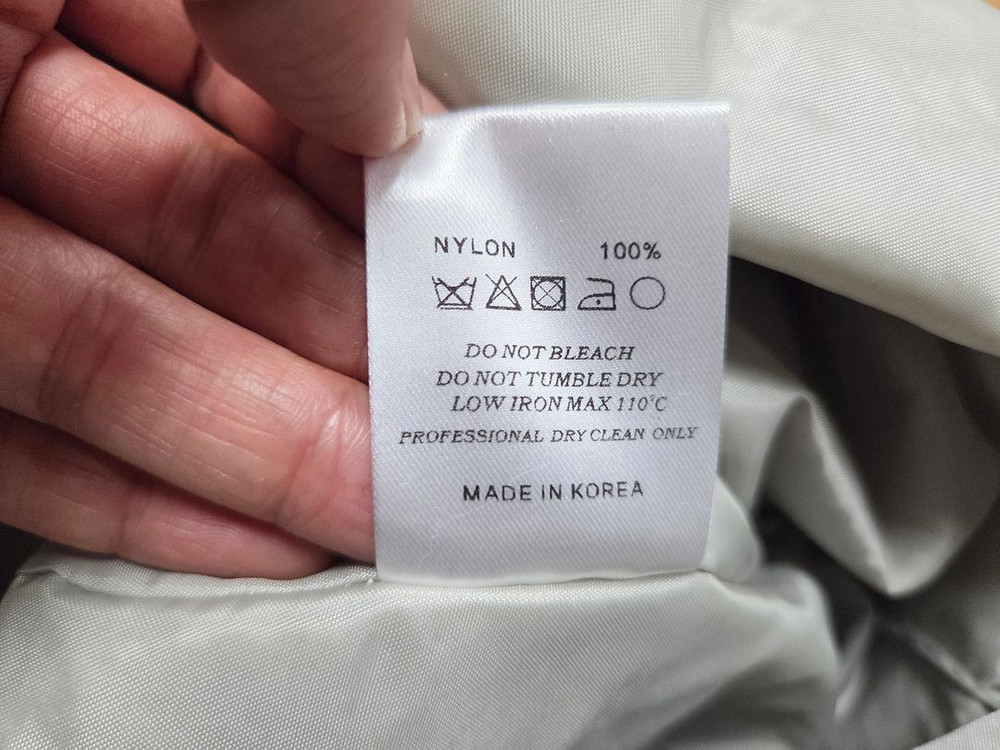 NYLON 100%
DO NOT BLEACH
DO NOT TUMBLE DRY
LOW IRON MAX 110°C
PROFESSIONAL DRY CLEAN ONLY
MADE IN KOREA